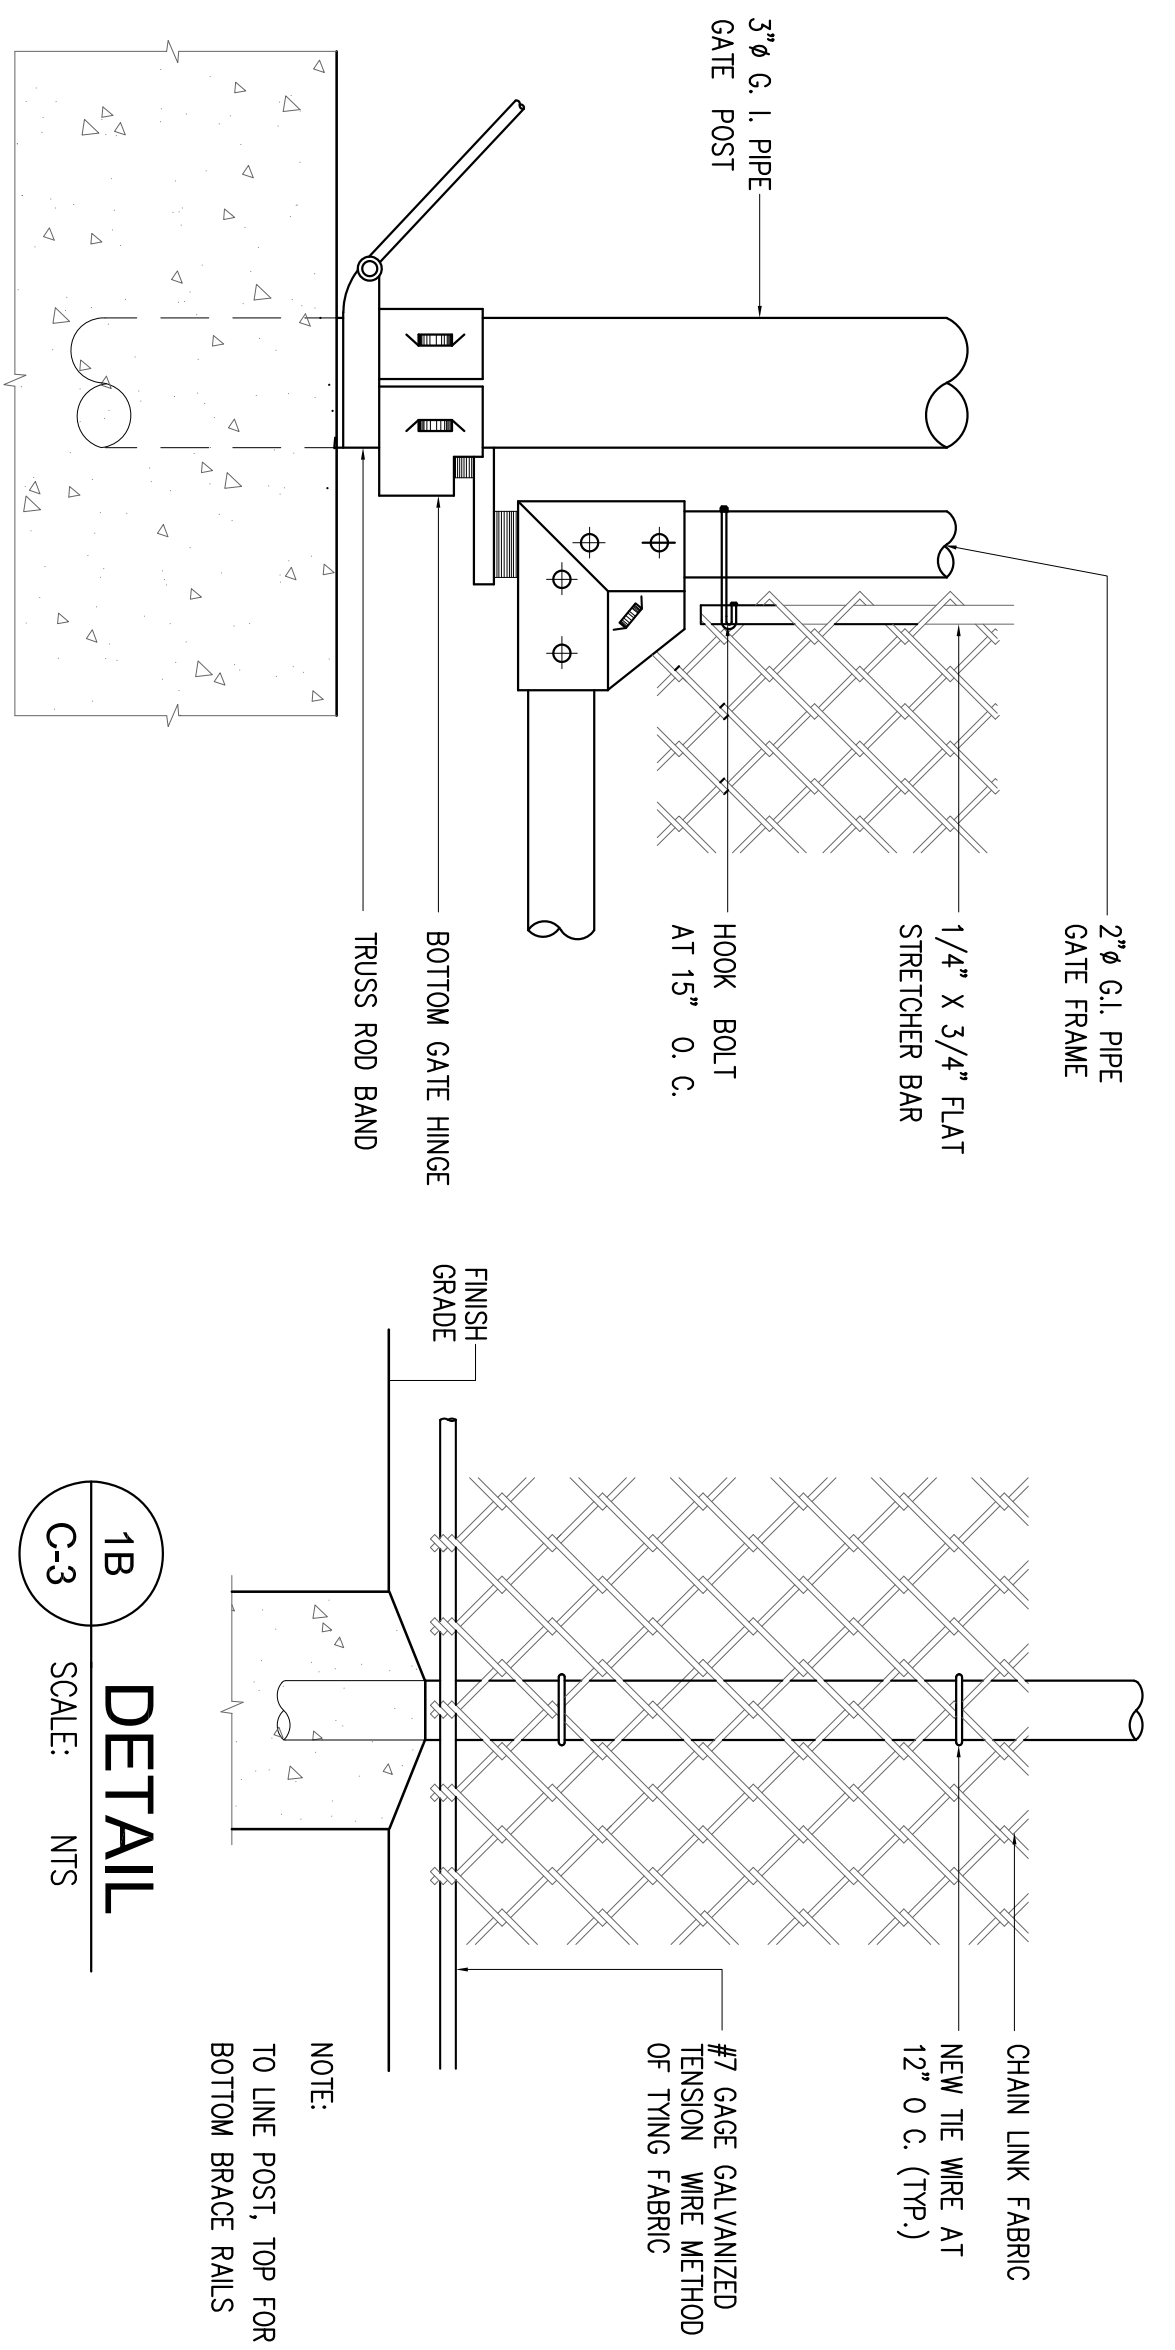 3"ø G. I. PIPE
GATE POST
2"ø G.I. PIPE
GATE FRAME
1/4" X 3/4" FLAT
STRETCHER BAR
HOOK BOLT
AT 15" O. C.
BOTTOM GATE HINGE
TRUSS ROD BAND
FINISH
GRADE
CHAIN LINK FABRIC
NEW TIE WIRE AT
12" O C. (TYP.)
#7 GAGE GALVANIZED
TENSION WIRE METHOD
OF TYING FABRIC
NOTE:
TO LINE POST, TOP FOR
BOTTOM BRACE RAILS
1B
C-3
DETAIL
SCALE: NTS